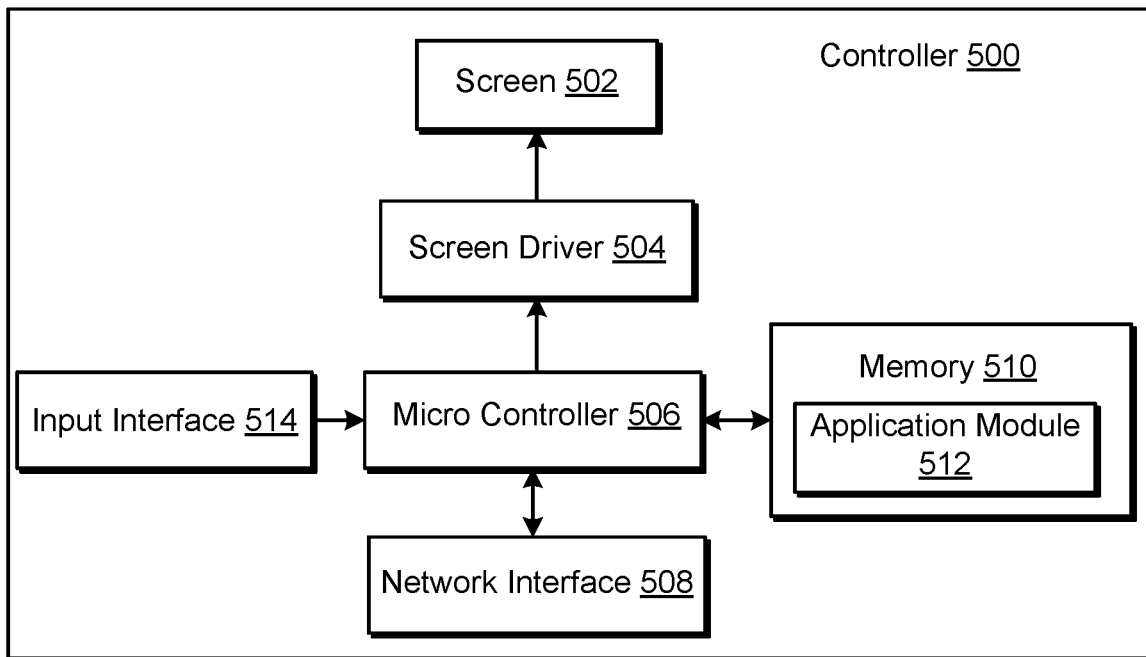 Controller 500
Screen 502
Screen Driver 504
Memory 510
Input Interface 514
Micro Controller 506
Application Module
512
Network Interface 508